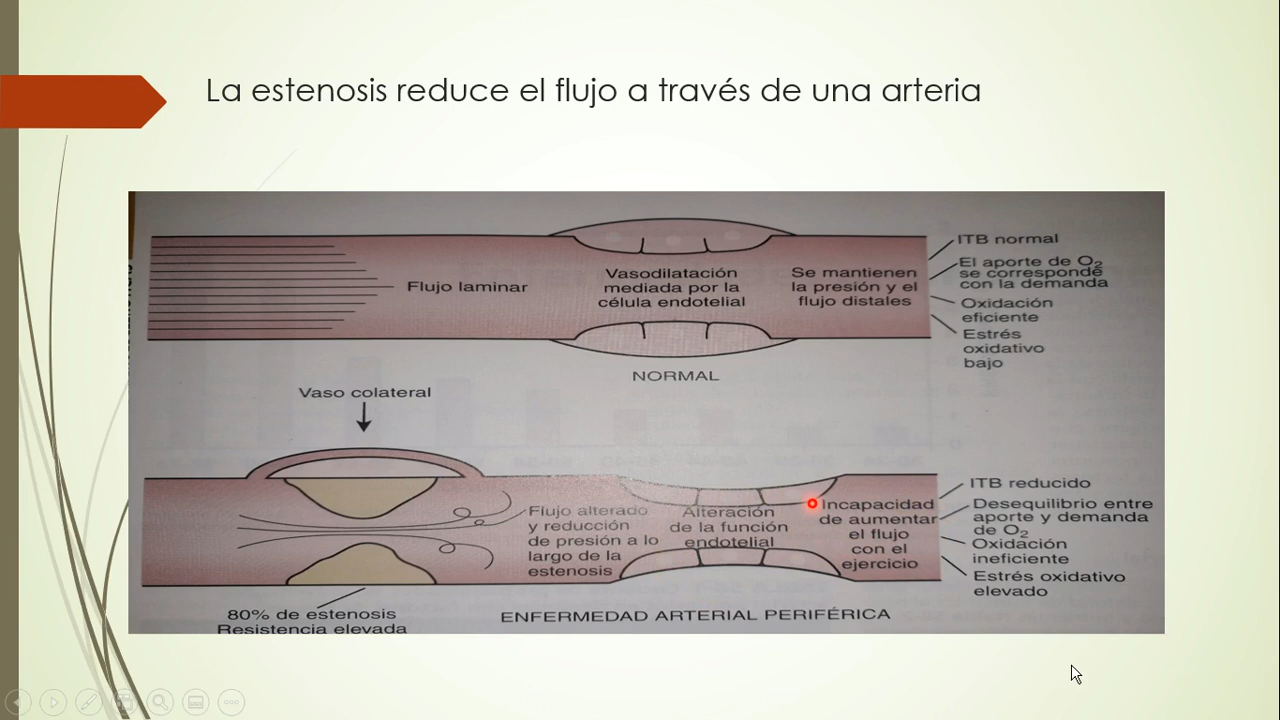 La estenosis reduce el flujo a través de una arteria
Flujo laminar
Vasodilatación
mediada por la
célula endotelial
Se mantienen
la presión y el
flujo distales
ITB normal
El aporte de O₂
se corresponde
con la demanda
Oxidación
eficiente
Estrés
oxidativo
bajo
NORMAL
Vaso colateral
Flujo alterado
y reducción
de presión a lo
largo de la
estenosis
Alteración
de la función
endotelial
Incapacidad
de aumentar
el flujo
con el
ejercicio
ITB reducido
Desequilibrio entre
aporte y demanda
de O₂
Oxidación
ineficiente
Estrés oxidativo
elevado
80% de estenosis
Resistencia elevada
ENFERMEDAD ARTERIAL PERIFÉRICA